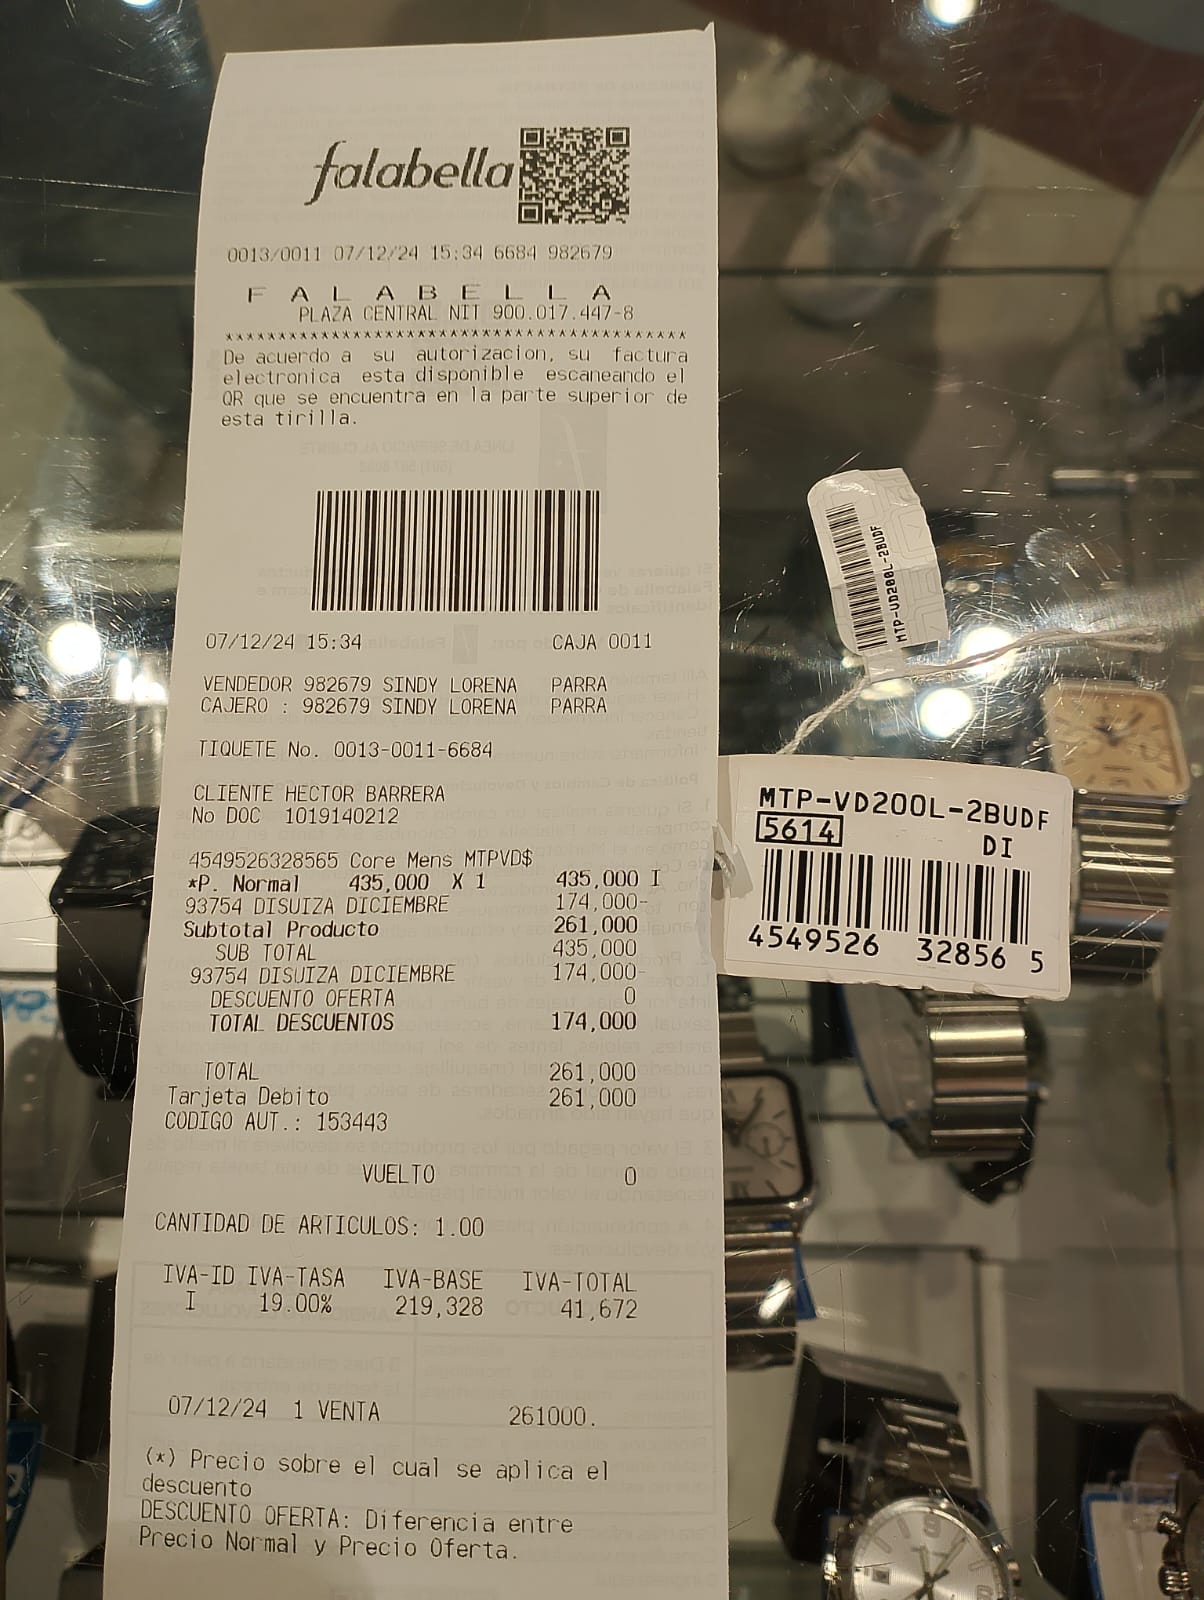 falabella
0013/0011 07/12/24 15:34 6684 982679
F A L A B E L L A
PLAZA CENTRAL NIT 900.017.447-8
****************************************
De acuerdo a su autorizacion, su factura
electronica esta disponible escaneando el
QR que se encuentra en la parte superior de
esta tirilla.
07/12/24 15:34 CAJA 0011
VENDEDOR 982679 SINDY LORENA PARRA
CAJERO : 982679 SINDY LORENA PARRA
TIQUETE No. 0013-0011-6684
CLIENTE HECTOR BARRERA
No DOC 1019140212
4549526328565 Core Mens MTPVD$
*P. Normal 435,000 X 1 435,000 I
93754 DISUIZA DICIEMBRE 174,000-
Subtotal Producto 261,000
SUB TOTAL 435,000
93754 DISUIZA DICIEMBRE 174,000-
DESCUENTO OFERTA 0
TOTAL DESCUENTOS 174,000
TOTAL 261,000
Tarjeta Debito 261,000
CODIGO AUT.: 153443
VUELTO 0
CANTIDAD DE ARTICULOS: 1.00
IVA-ID IVA-TASA IVA-BASE IVA-TOTAL
I 19.00% 219,328 41,672
07/12/24 1 VENTA 261000.
(*) Precio sobre el cual se aplica el
descuento
DESCUENTO OFERTA: Diferencia entre
Precio Normal y Precio Oferta.
MTP-VD200L-2BUDF
MTP-VD200L-2BUDF
5614 DI
4549526 32856 5